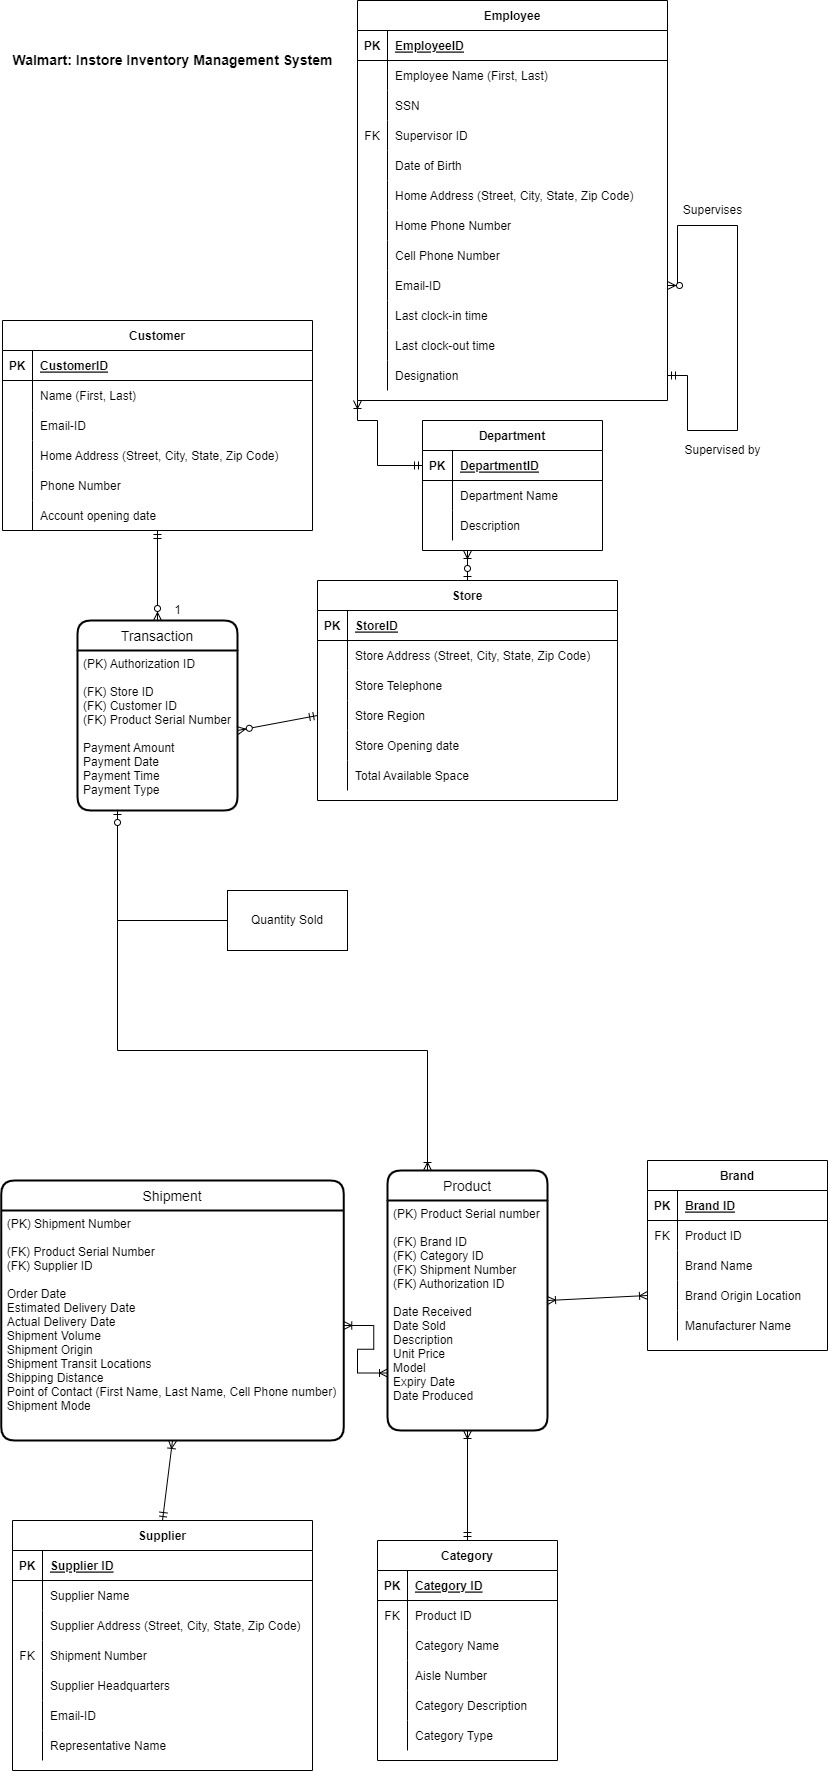 Walmart: Instore Inventory Management System
Employee
PK EmployeeID
Employee Name (First, Last)
SSN
FK Supervisor ID
Date of Birth
Home Address (Street, City, State, Zip Code)
Home Phone Number
Cell Phone Number
Email-ID
Last clock-in time
Last clock-out time
Designation
Supervises
Supervised by
Customer
PK CustomerID
Name (First, Last)
Email-ID
Home Address (Street, City, State, Zip Code)
Phone Number
Account opening date
Department
PK DepartmentID
Department Name
Description
1
Transaction
(PK) Authorization ID
(FK) Store ID
(FK) Customer ID
(FK) Product Serial Number
Payment Amount
Payment Date
Payment Time
Payment Type
Store
PK StoreID
Store Address (Street, City, State, Zip Code)
Store Telephone
Store Region
Store Opening date
Total Available Space
Quantity Sold
Shipment
(PK) Shipment Number
(FK) Product Serial Number
(FK) Supplier ID
Order Date
Estimated Delivery Date
Actual Delivery Date
Shipment Volume
Shipment Origin
Shipment Transit Locations
Shipping Distance
Point of Contact (First Name, Last Name, Cell Phone number)
Shipment Mode
Product
(PK) Product Serial number
(FK) Brand ID
(FK) Category ID
(FK) Shipment Number
(FK) Authorization ID
Date Received
Date Sold
Description
Unit Price
Model
Expiry Date
Date Produced
Brand
PK Brand ID
FK Product ID
Brand Name
Brand Origin Location
Manufacturer Name
Supplier
PK Supplier ID
Supplier Name
Supplier Address (Street, City, State, Zip Code)
FK Shipment Number
Supplier Headquarters
Email-ID
Representative Name
Category
PK Category ID
FK Product ID
Category Name
Aisle Number
Category Description
Category Type